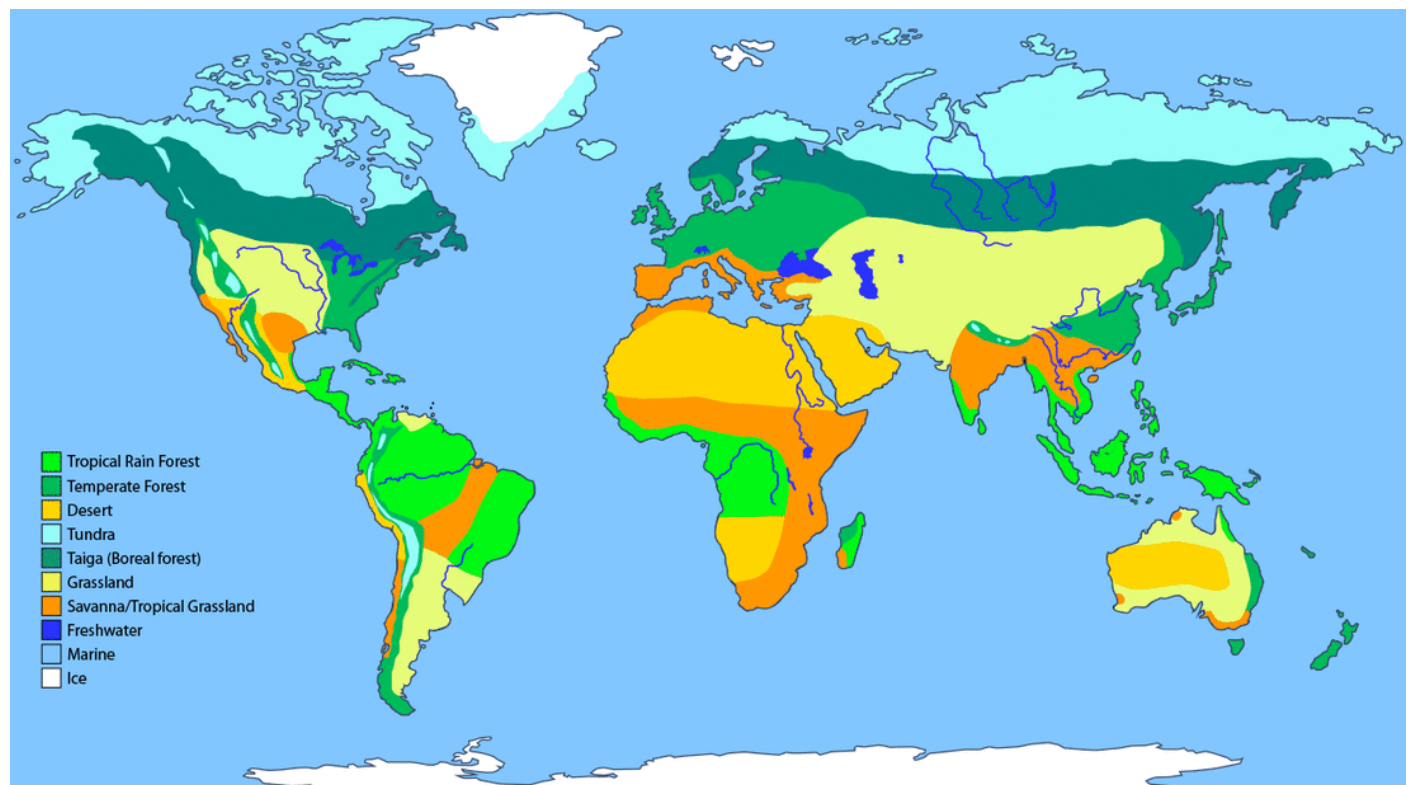 Tropical Rain Forest
Temperate Forest
Desert
Tundra
Taiga (Boreal forest)
Grassland
Savanna/Tropical Grassland
Freshwater
Marine
Ice